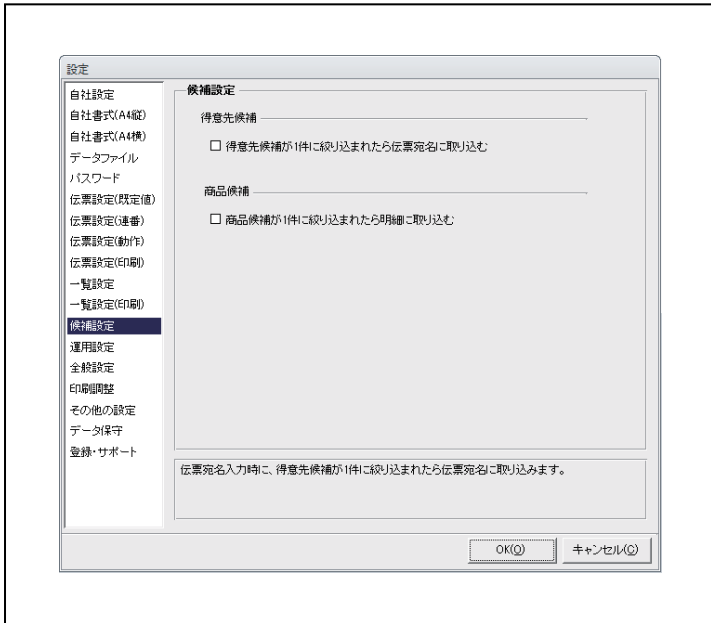 設定
自社設定
自社書式(A4縦)
自社書式(A4横)
データファイル
パスワード
伝票設定(既定値)
伝票設定(連番)
伝票設定(動作)
伝票設定(印刷)
一覧設定
一覧設定(印刷)
候補設定
運用設定
全般設定
印刷調整
その他の設定
データ保守
登録・サポート
候補設定
得意先候補
得意先候補が1件に絞り込まれたら伝票宛名に取り込む
商品候補
商品候補が1件に絞り込まれたら明細に取り込む
伝票宛名入力時に、得意先候補が1件に絞り込まれたら伝票宛名に取り込みます。
OK(O)
キャンセル(C)